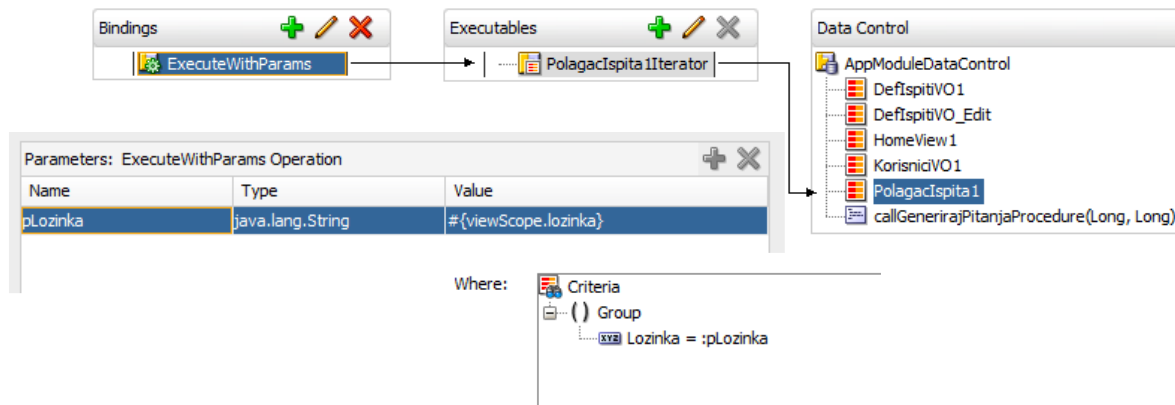 Bindings
ExecuteWithParams
Executables
PolagacIspita1Iterator
Data Control
AppModuleDataControl
DefIspitiVO1
DefIspitiVO_Edit
HomeView1
KorisniciVO1
PolagacIspita1
callGenerirajPitanjaProcedure(Long, Long)
Parameters: ExecuteWithParams Operation
Name Type Value
pLozinka java.lang.String #{viewScope.lozinka}
Where:
Criteria
( ) Group
XYZ Lozinka = :pLozinka